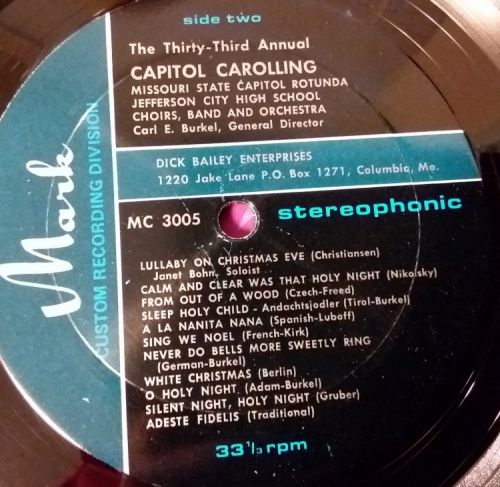 side two
The Thirty-Third Annual
CAPITOL CAROLLING
MISSOURI STATE CAPITOL ROTUNDA
JEFFERSON CITY HIGH SCHOOL
CHOIRS, BAND AND ORCHESTRA
Carl E. Burkel, General Director
Mark
CUSTOM RECORDING DIVISION
DICK BAILEY ENTERPRISES
1220 Jake Lane P.O. Box 1271, Columbia, Mo.
MC 3005
stereophonic
LULLABY ON CHRISTMAS EVE (Christiansen)
Janet Bohn, Soloist
CALM AND CLEAR WAS THAT HOLY NIGHT (Nikolsky)
FROM OUT OF A WOOD (Czech-Freed)
SLEEP HOLY CHILD - Andachtsjodler (Tirol-Burkel)
A LA NANITA NANA (Spanish-Luboff)
SING WE NOEL (French-Kirk)
NEVER DO BELLS MORE SWEETLY RING
(German-Burkel)
WHITE CHRISTMAS (Berlin)
O HOLY NIGHT (Adam-Burkel)
SILENT NIGHT, HOLY NIGHT (Gruber)
ADESTE FIDELIS (Traditional)
33 1/3 rpm